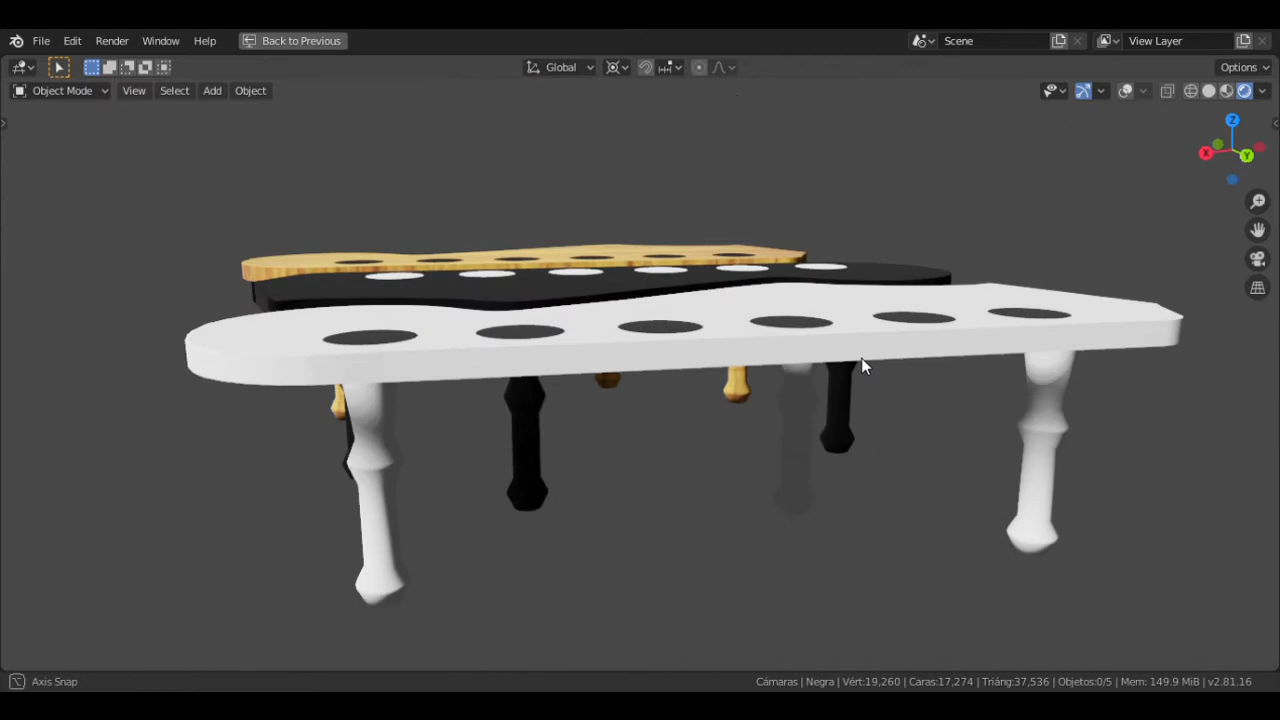 File Edit Render Window Help Back to Previous Scene View Layer
Global Options
Object Mode View Select Add Object
Z
X Y
Axis Snap Cámaras | Negra | Vért:19,260 | Caras:17,274 | Triáng:37,536 | Objetos:0/5 | Mem: 149.9 MiB | v2.81.16